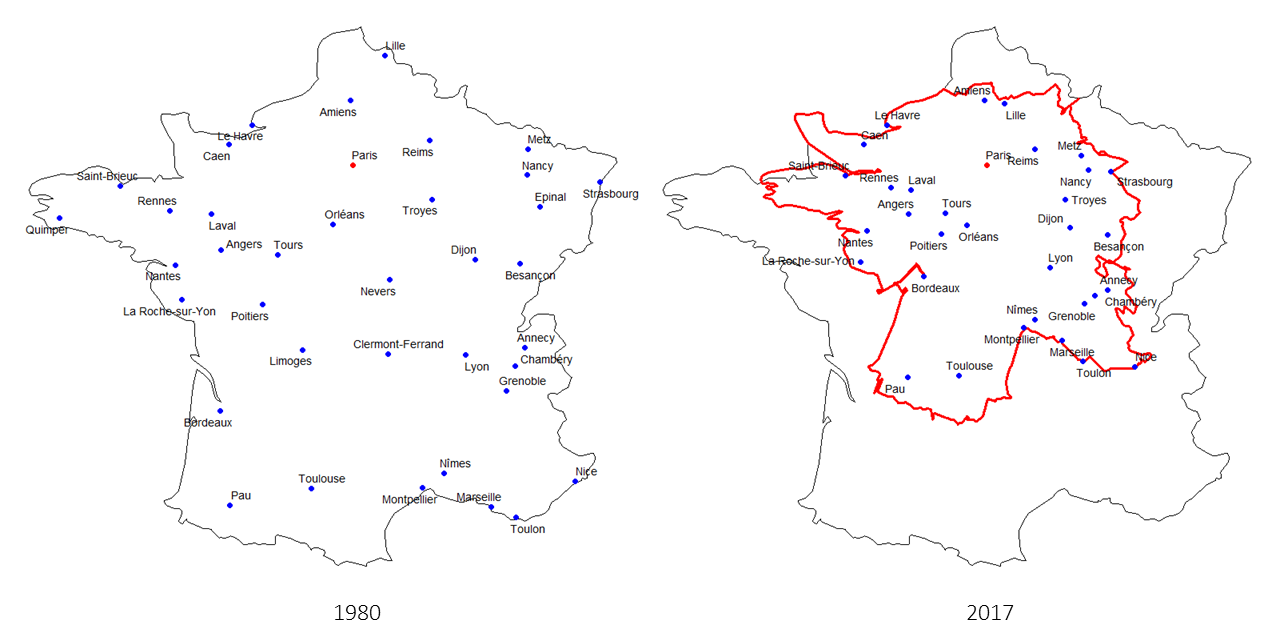 Lille
Amiens
Le Havre
Caen
Reims
Metz
Paris
Nancy
Saint-Brieuc
Strasbourg
Rennes
Epinal
Troyes
Orléans
Laval
Quimper
Angers
Tours
Dijon
Nantes
Besançon
Nevers
La Roche-sur-Yon
Poitiers
Annecy
Clermont-Ferrand
Limoges
Chambéry
Lyon
Grenoble
Bordeaux
Nîmes
Nice
Toulouse
Pau
Montpellier
Marseille
Toulon
1980
Amiens
Le Havre
Lille
Caen
Metz
Paris
Reims
Saint-Brieuc
Rennes
Laval
Nancy
Strasbourg
Angers
Tours
Troyes
Dijon
Nantes
Poitiers
Orléans
Besançon
La Roche-sur-Yon
Lyon
Bordeaux
Annecy
Chambéry
Nîmes
Grenoble
Montpellier
Marseille
Nice
Toulouse
Toulon
Pau
2017